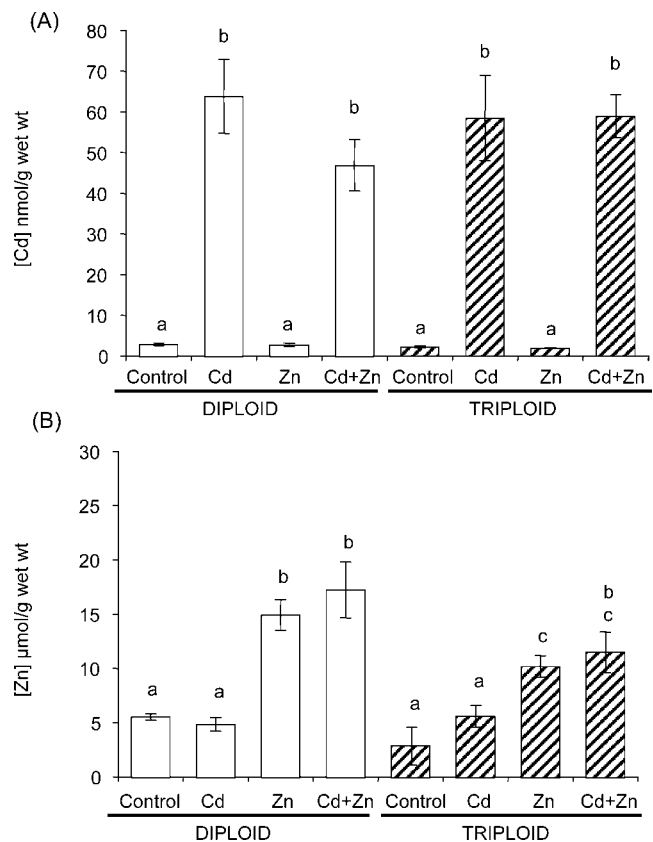 (A)
[Cd] nmol/g wet wt
80
70
60
50
40
30
20
10
0
a
b
a
b
a
b
a
b
Control Cd Zn Cd+Zn Control Cd Zn Cd+Zn
DIPLOID TRIPLOID
(B)
[Zn] µmol/g wet wt
30
25
20
15
10
5
0
a
a
b
b
a
a
c
b
c
Control Cd Zn Cd+Zn Control Cd Zn Cd+Zn
DIPLOID TRIPLOID